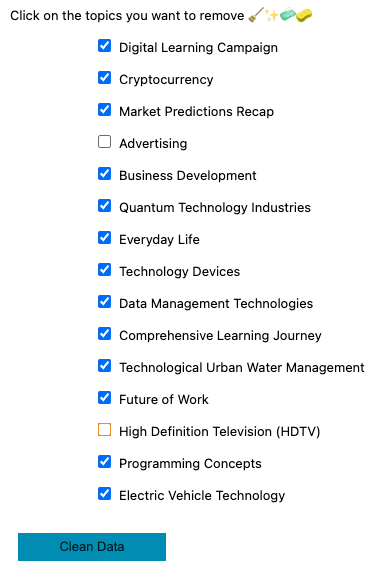 Click on the topics you want to remove 🧹✨🧼🧽
Digital Learning Campaign
Cryptocurrency
Market Predictions Recap
Advertising
Business Development
Quantum Technology Industries
Everyday Life
Technology Devices
Data Management Technologies
Comprehensive Learning Journey
Technological Urban Water Management
Future of Work
High Definition Television (HDTV)
Programming Concepts
Electric Vehicle Technology
Clean Data